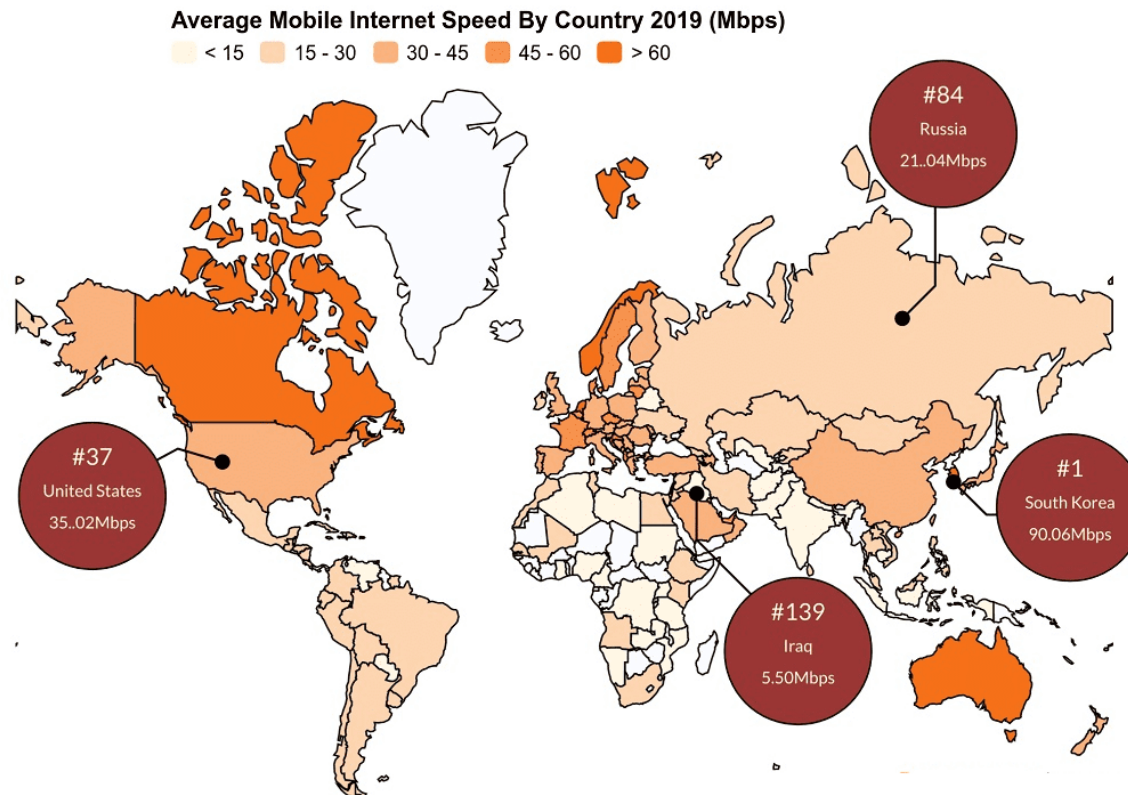 Average Mobile Internet Speed By Country 2019 (Mbps)
< 15 15 - 30 30 - 45 45 - 60 > 60
#84
Russia
21..04Mbps
#37
United States
35..02Mbps
#1
South Korea
90.06Mbps
#139
Iraq
5.50Mbps